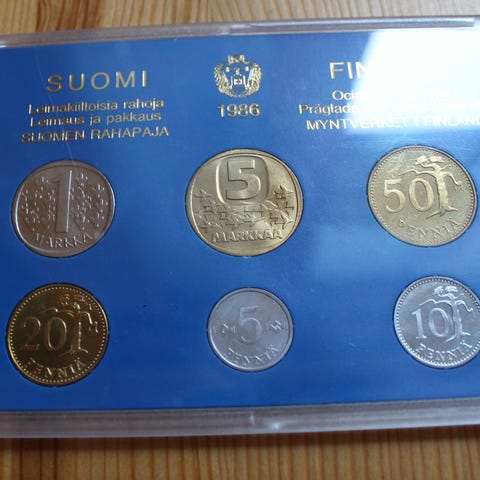 SUOMI
Leimakiiltoisia rahoja
Leimaus ja pakkaus
SUOMEN RAHAPAJA
1986
FIN
MYNTVERKET I FINLAND
1
MARKKA
5
MARKKAA
50
PENNIÄ
20
PENNIÄ
5
PENNIÄ
10
PENNIÄ